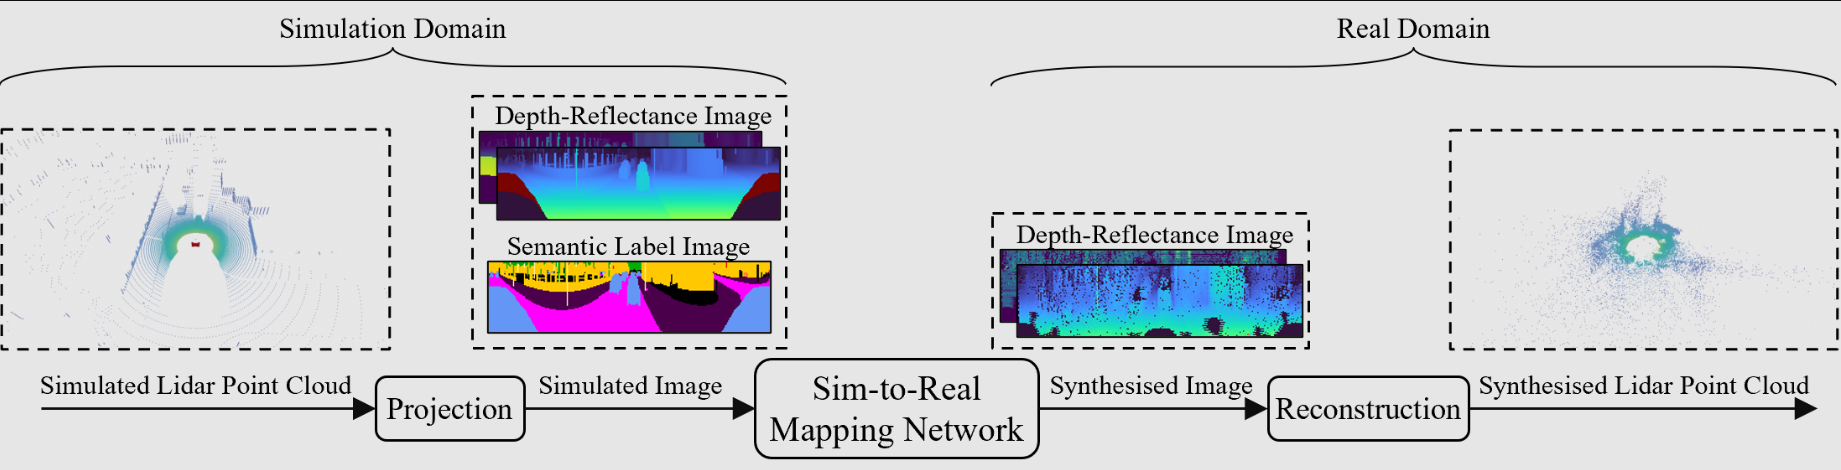 Simulation Domain
Real Domain
Depth-Reflectance Image
Semantic Label Image
Depth-Reflectance Image
Simulated Lidar Point Cloud
Projection
Simulated Image
Sim-to-Real
Mapping Network
Synthesised Image
Reconstruction
Synthesised Lidar Point Cloud